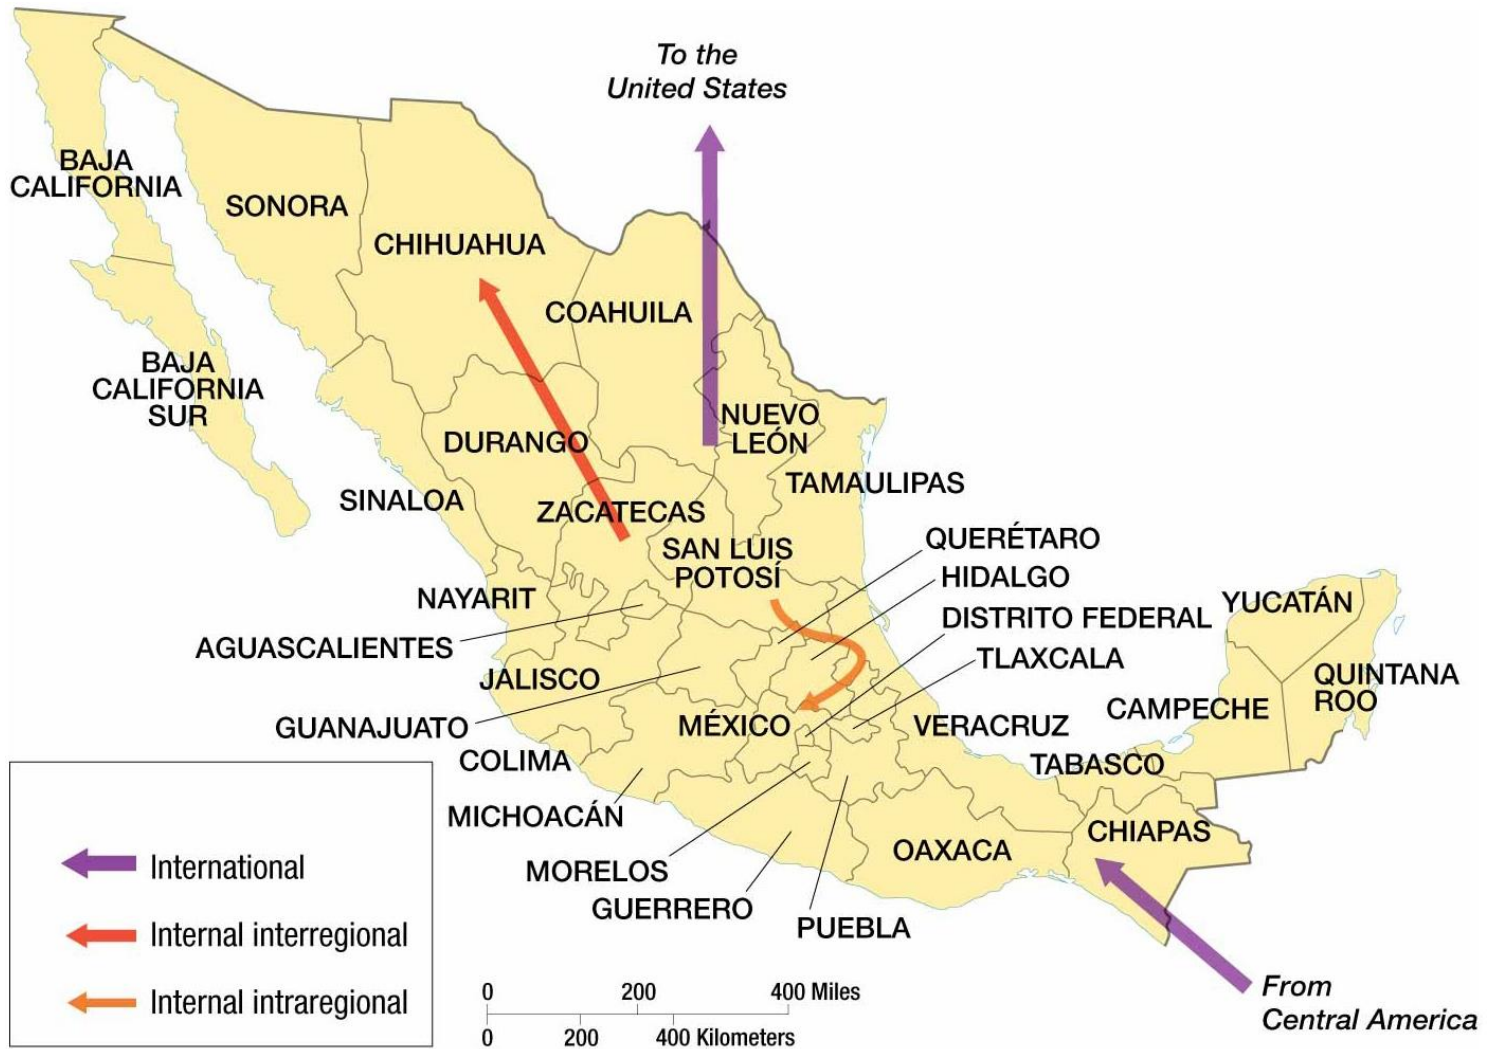 To the
United States
BAJA
CALIFORNIA
SONORA
CHIHUAHUA
COAHUILA
BAJA
CALIFORNIA
SUR
NUEVO
LEÓN
DURANGO
TAMAULIPAS
SINALOA
ZACATECAS
QUERÉTARO
SAN LUIS
POTOSÍ
HIDALGO
NAYARIT
YUCATÁN
DISTRITO FEDERAL
AGUASCALIENTES
TLAXCALA
JALISCO
QUINTANA
ROO
CAMPECHE
GUANAJUATO
MÉXICO
VERACRUZ
COLIMA
TABASCO
MICHOACÁN
CHIAPAS
OAXACA
MORELOS
GUERRERO
PUEBLA
International
Internal interregional
Internal intraregional
0 200 400 Miles
0 200 400 Kilometers
From
Central America